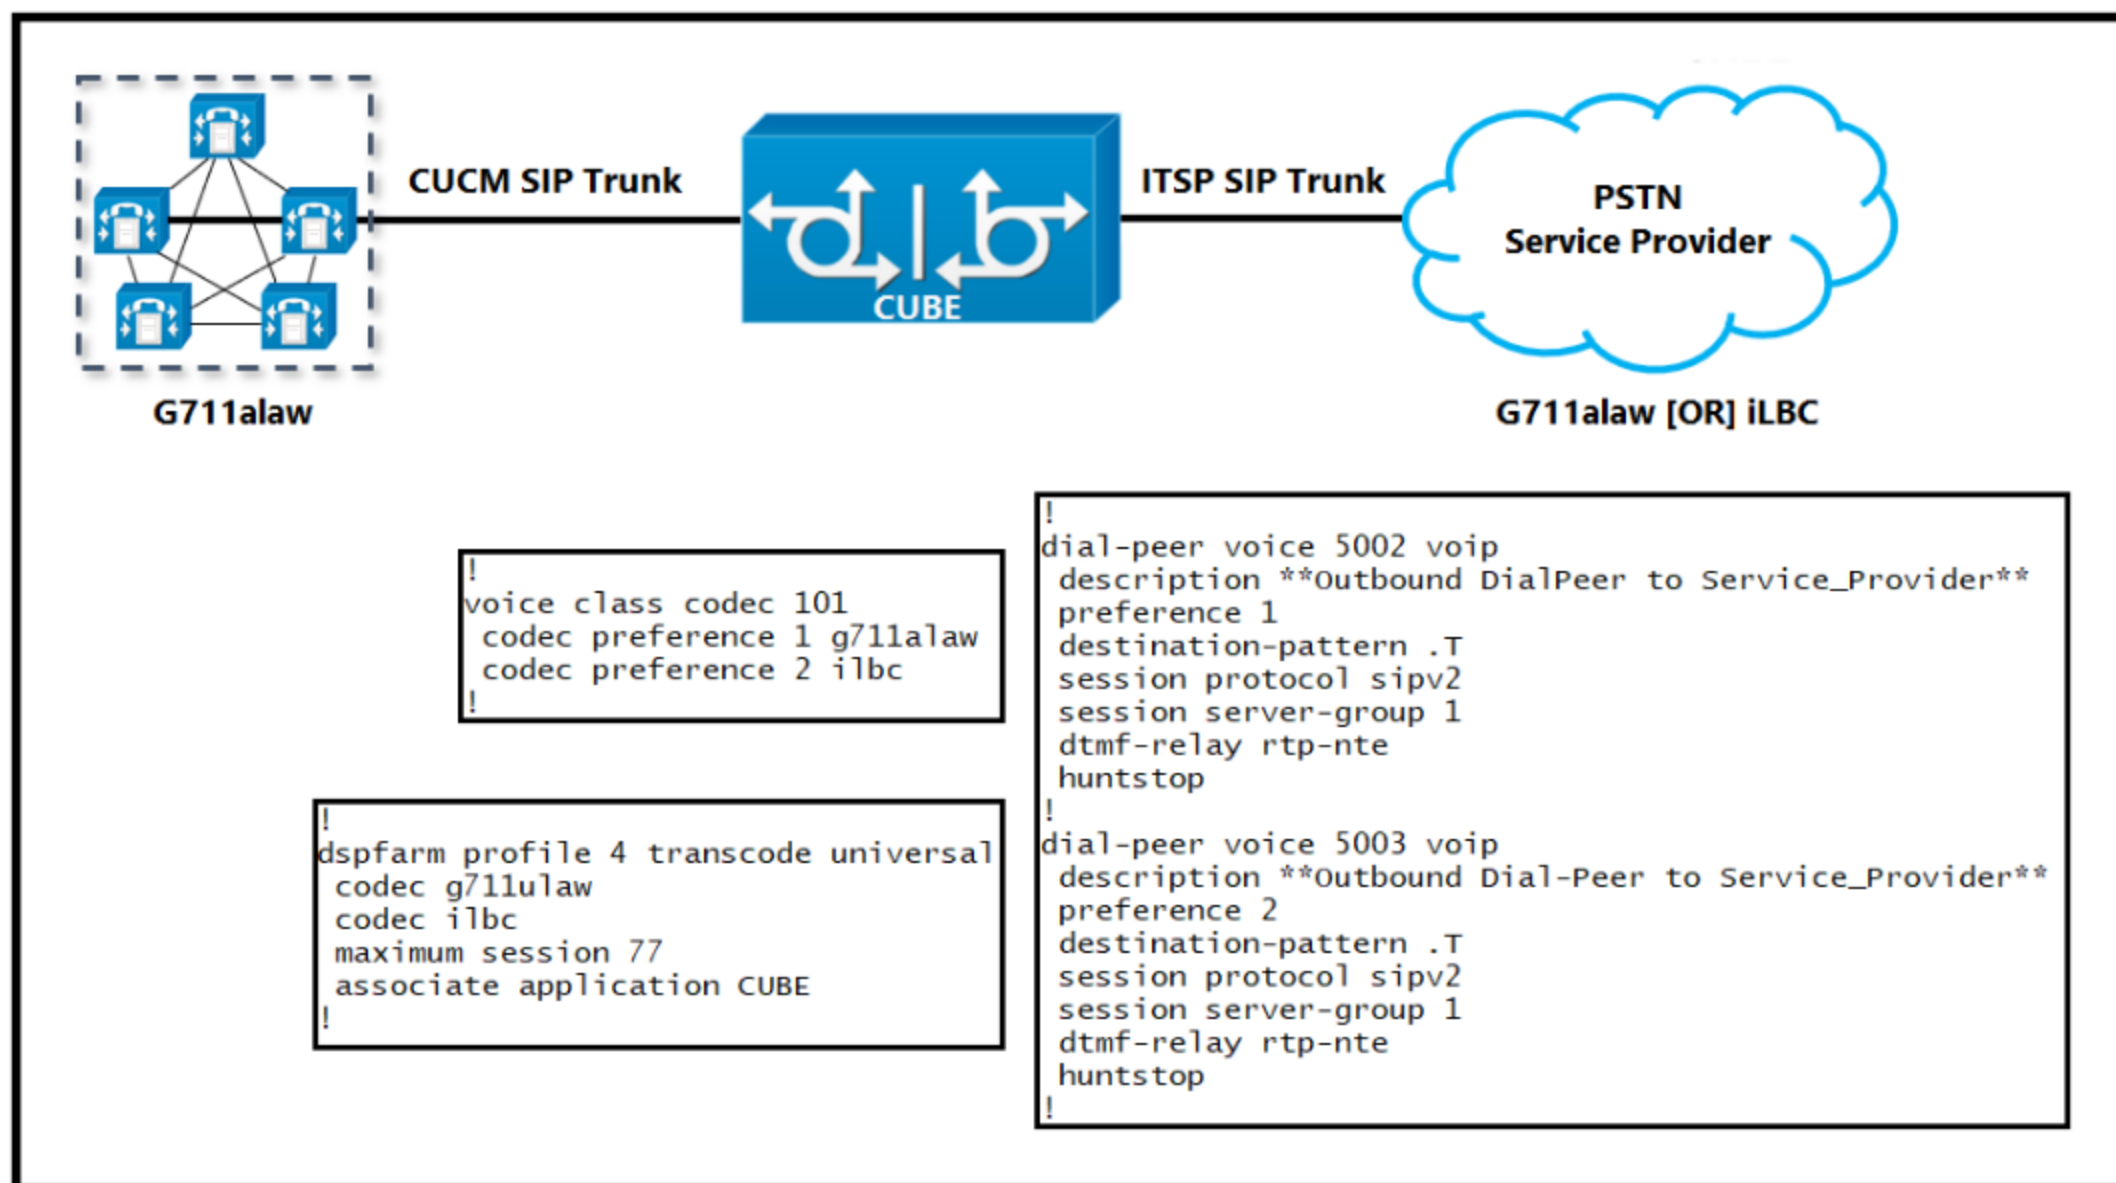 CUCM SIP Trunk
ITSP SIP Trunk
PSTN
Service Provider
CUBE
G711alaw
G711alaw [OR] iLBC
!
voice class codec 101
codec preference 1 g711alaw
codec preference 2 ilbc
!
!
dspfarm profile 4 transcode universal
codec g711ulaw
codec ilbc
maximum session 77
associate application CUBE
!
!
dial-peer voice 5002 voip
description **Outbound DialPeer to Service_Provider**
preference 1
destination-pattern .T
session protocol sipv2
session server-group 1
dtmf-relay rtp-nte
huntstop
!
dial-peer voice 5003 voip
description **Outbound Dial-Peer to Service_Provider**
preference 2
destination-pattern .T
session protocol sipv2
session server-group 1
dtmf-relay rtp-nte
huntstop
!